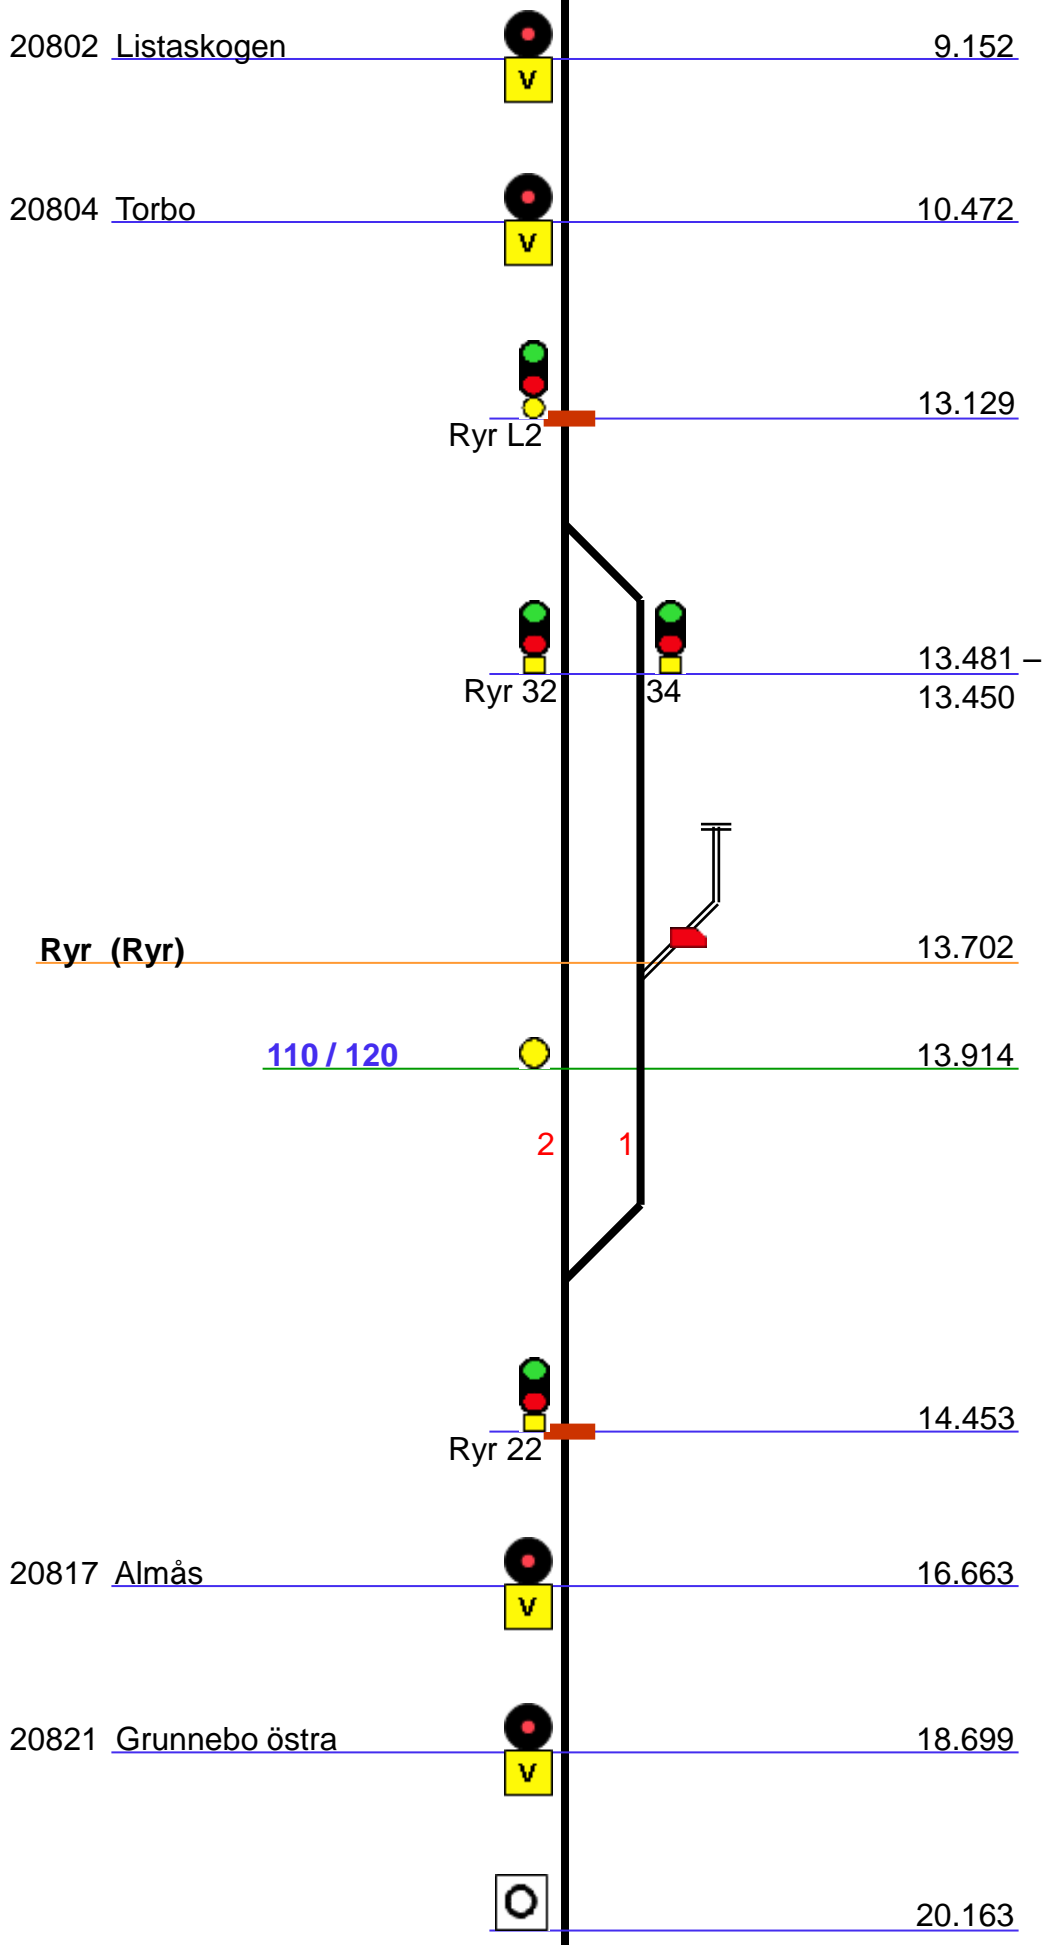 20802 Listaskogen 9.152
V
20804 Torbo 10.472
V
13.129
Ryr L2
13.481 –
Ryr 32 34 13.450
Ryr (Ryr) 13.702
110 / 120 13.914
2 1
14.453
Ryr 22
20817 Almås 16.663
V
20821 Grunnebo östra 18.699
V
O
20.163